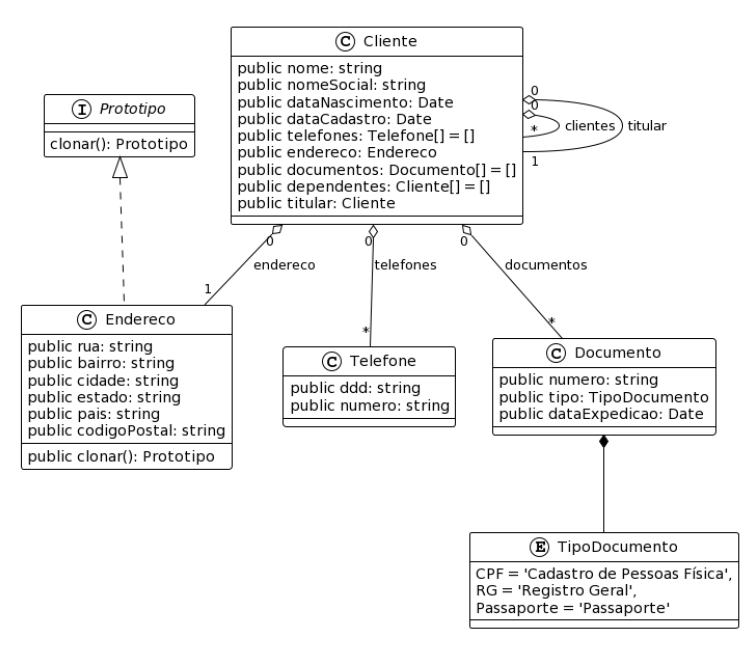 C Cliente
public nome: string
public nomeSocial: string
public dataNascimento: Date
public dataCadastro: Date
public telefones: Telefone[] = []
public endereco: Endereco
public documentos: Documento[] = []
public dependentes: Cliente[] = []
public titular: Cliente
0
0
*
clientes
titular
1
I Prototipo
clonar(): Prototipo
0
endereco
1
0
telefones
*
0
documentos
*
C Endereco
public rua: string
public bairro: string
public cidade: string
public estado: string
public pais: string
public codigoPostal: string
public clonar(): Prototipo
C Telefone
public ddd: string
public numero: string
C Documento
public numero: string
public tipo: TipoDocumento
public dataExpedicao: Date
E TipoDocumento
CPF = 'Cadastro de Pessoas Física',
RG = 'Registro Geral',
Passaporte = 'Passaporte'